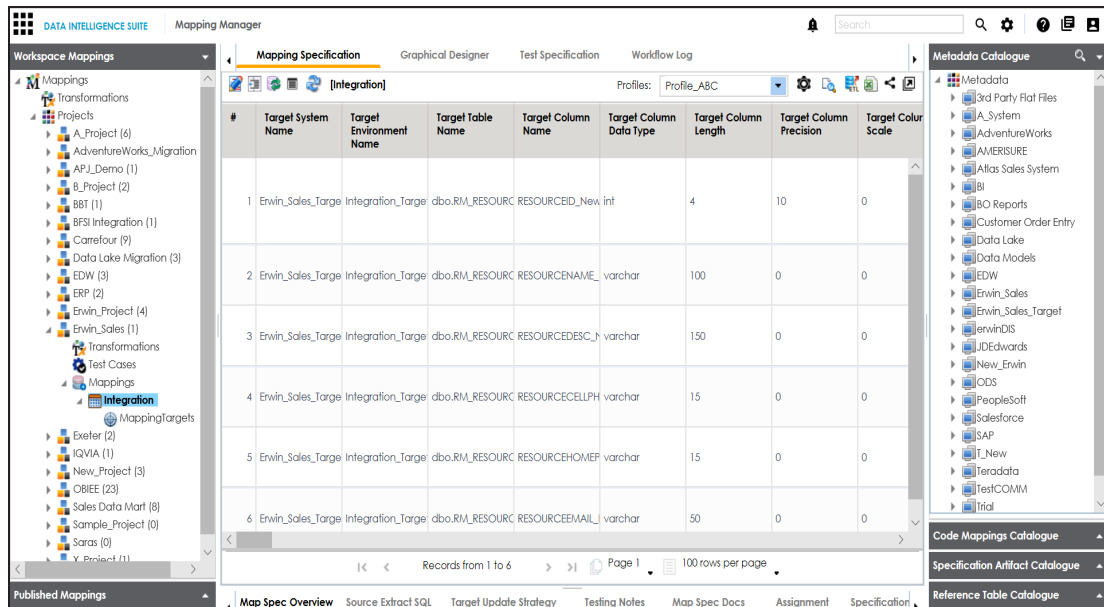 DATA INTELLIGENCE SUITE Mapping Manager Search
Workspace Mappings
Mappings
Transformations
Projects
A_Project (6)
AdventureWorks_Migration
APJ_Demo (1)
B_Project (2)
BBT (1)
BFSI Integration (1)
Carrefour (9)
Data Lake Migration (3)
EDW (3)
ERP (2)
Erwin_Project (4)
Erwin_Sales (1)
Transformations
Test Cases
Mappings
Integration
MappingTargets
Exeter (2)
IQVIA (1)
New_Project (3)
OBIEE (23)
Sales Data Mart (8)
Sample_Project (0)
Saras (0)
X_Project (1)
Published Mappings
Mapping Specification Graphical Designer Test Specification Workflow Log
[Integration] Profiles: Profile_ABC
# Target System Name Target Environment Name Target Table Name Target Column Name Target Column Data Type Target Column Length Target Column Precision Target Colur Scale
1 Erwin_Sales_Targe Integration_Targe dbo.RM_RESOURC RESOURCEID_New int 4 10 0
2 Erwin_Sales_Targe Integration_Targe dbo.RM_RESOURC RESOURCENAME_ varchar 100 0 0
3 Erwin_Sales_Targe Integration_Targe dbo.RM_RESOURC RESOURCEDESC_N varchar 150 0 0
4 Erwin_Sales_Targe Integration_Targe dbo.RM_RESOURC RESOURCECELLPH varchar 15 0 0
5 Erwin_Sales_Targe Integration_Targe dbo.RM_RESOURC RESOURCEHOMEP varchar 15 0 0
6 Erwin_Sales_Targe Integration_Targe dbo.RM_RESOURC RESOURCEEMAIL_ varchar 50 0 0
Records from 1 to 6 Page 1 100 rows per page
Map Spec Overview Source Extract SQL Target Update Strategy Testing Notes Map Spec Docs Assignment Specification
Metadata Catalogue
Metadata
3rd Party Flat Files
A_System
AdventureWorks
AMERISURE
Atlas Sales System
BI
BO Reports
Customer Order Entry
Data Lake
Data Models
EDW
Erwin_Sales
Erwin_Sales_Target
erwinDIS
JDEdwards
New_Erwin
ODS
PeopleSoft
Salesforce
SAP
T_New
Teradata
TestCOMM
Trial
Code Mappings Catalogue
Specification Artifact Catalogue
Reference Table Catalogue